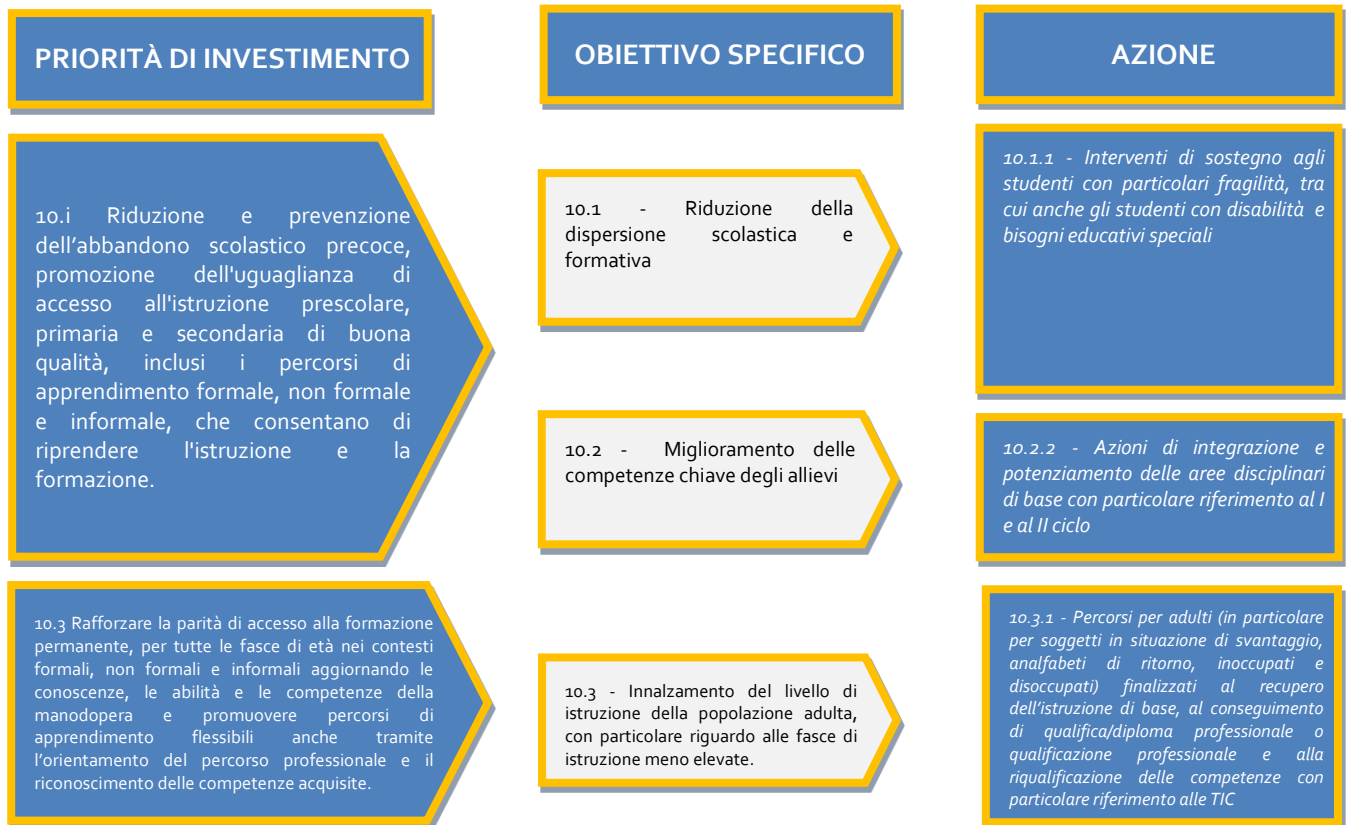 PRIORITÀ DI INVESTIMENTO
OBIETTIVO SPECIFICO
AZIONE
10.i Riduzione e prevenzione
dell’abbandono scolastico precoce,
promozione dell'uguaglianza di
accesso all'istruzione prescolare,
primaria e secondaria di buona
qualità, inclusi i percorsi di
apprendimento formale, non formale
e informale, che consentano di
riprendere l'istruzione e la
formazione.
10.1 - Riduzione della
dispersione scolastica e
formativa
10.1.1 - Interventi di sostegno agli
studenti con particolari fragilità, tra
cui anche gli studenti con disabilità e
bisogni educativi speciali
10.2 - Miglioramento delle
competenze chiave degli allievi
10.2.2 - Azioni di integrazione e
potenziamento delle aree disciplinari
di base con particolare riferimento al I
e al II ciclo
10.3 Rafforzare la parità di accesso alla formazione
permanente, per tutte le fasce di età nei contesti
formali, non formali e informali aggiornando le
conoscenze, le abilità e le competenze della
manodopera e promuovere percorsi di
apprendimento flessibili anche tramite
l’orientamento del percorso professionale e il
riconoscimento delle competenze acquisite.
10.3 - Innalzamento del livello di
istruzione della popolazione adulta,
con particolare riguardo alle fasce di
istruzione meno elevate.
10.3.1 - Percorsi per adulti (in particolare
per soggetti in situazione di svantaggio,
analfabeti di ritorno, inoccupati e
disoccupati) finalizzati al recupero
dell’istruzione di base, al conseguimento
di qualifica/diploma professionale o
qualificazione professionale e alla
riqualificazione delle competenze con
particolare riferimento alle TIC